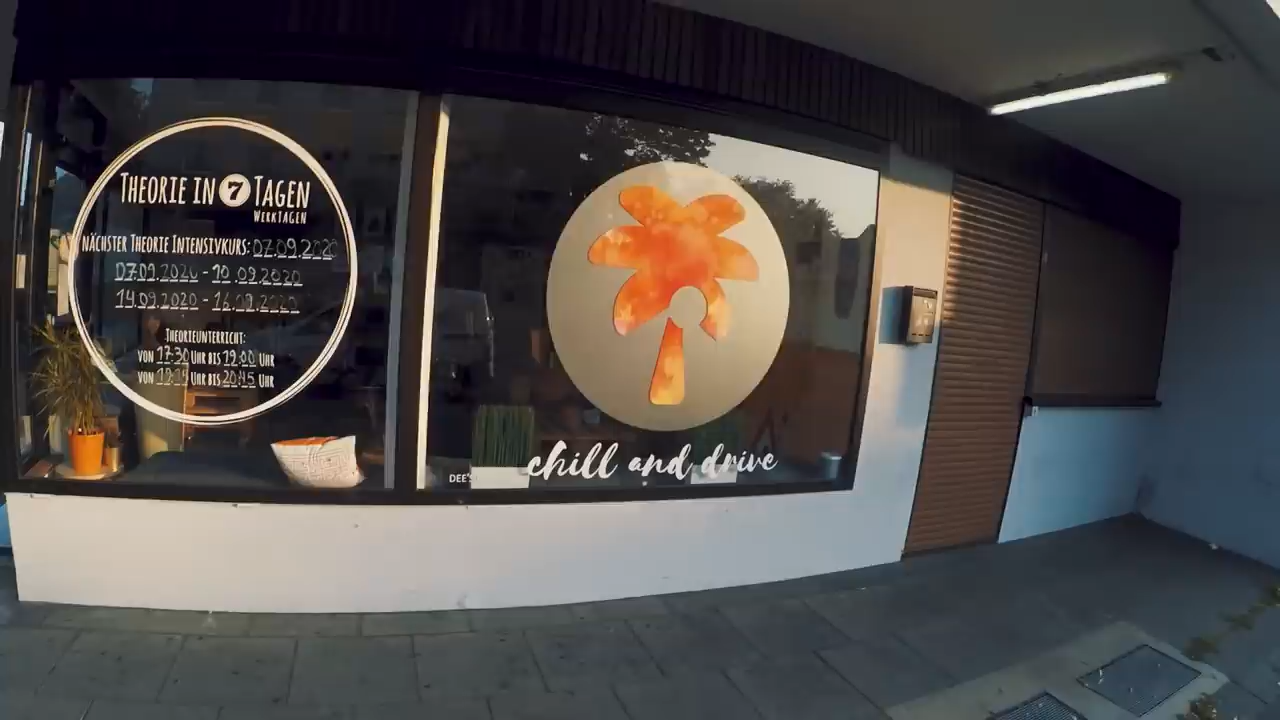 THEORIE IN 7 TAGEN
WERKTAGEN
NÄCHSTER THEORIE INTENSIVKURS: 07.09.2020
07.09.2020 - 10.09.2020
14.09.2020 - 16.09.2020
THEORIEUNTERRICHT:
VON 17:30 UHR BIS 19:00 UHR
VON 19:15 UHR BIS 20:45 UHR
DEE'S
chill and drive